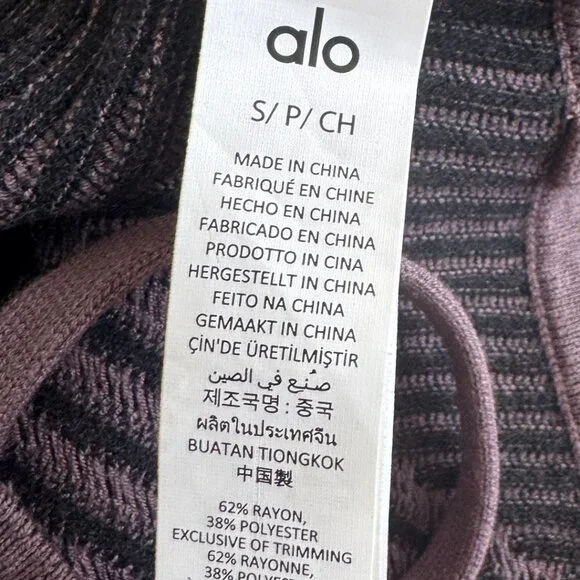 alo
S/ P/ CH
MADE IN CHINA
FABRIQUÉ EN CHINE
HECHO EN CHINA
FABRICADO EN CHINA
PRODOTTO IN CINA
HERGESTELLT IN CHINA
FEITO NA CHINA
GEMAAKT IN CHINA
ÇİN'DE ÜRETİLMİŞTİR
صُنِع في الصين
제조국명 : 중국
ผลิตในประเทศจีน
BUATAN TIONGKOK
中国製
62% RAYON,
38% POLYESTER
EXCLUSIVE OF TRIMMING
62% RAYONNE,
38% POLYESTER